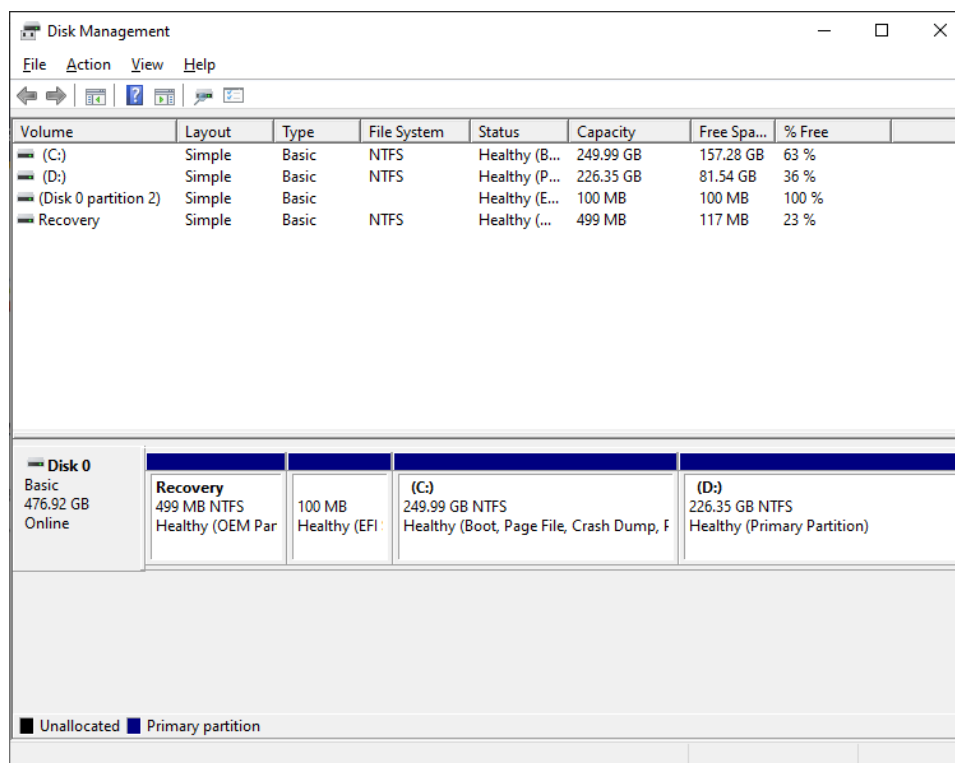 Disk Management
File Action View Help
Volume Layout Type File System Status Capacity Free Spa... % Free
(C:) Simple Basic NTFS Healthy (B... 249.99 GB 157.28 GB 63 %
(D:) Simple Basic NTFS Healthy (P... 226.35 GB 81.54 GB 36 %
(Disk 0 partition 2) Simple Basic Healthy (E... 100 MB 100 MB 100 %
Recovery Simple Basic NTFS Healthy (... 499 MB 117 MB 23 %
Disk 0
Basic
476.92 GB
Online
Recovery
499 MB NTFS
Healthy (OEM Par
100 MB
Healthy (EFI
(C:)
249.99 GB NTFS
Healthy (Boot, Page File, Crash Dump,
(D:)
226.35 GB NTFS
Healthy (Primary Partition)
Unallocated Primary partition